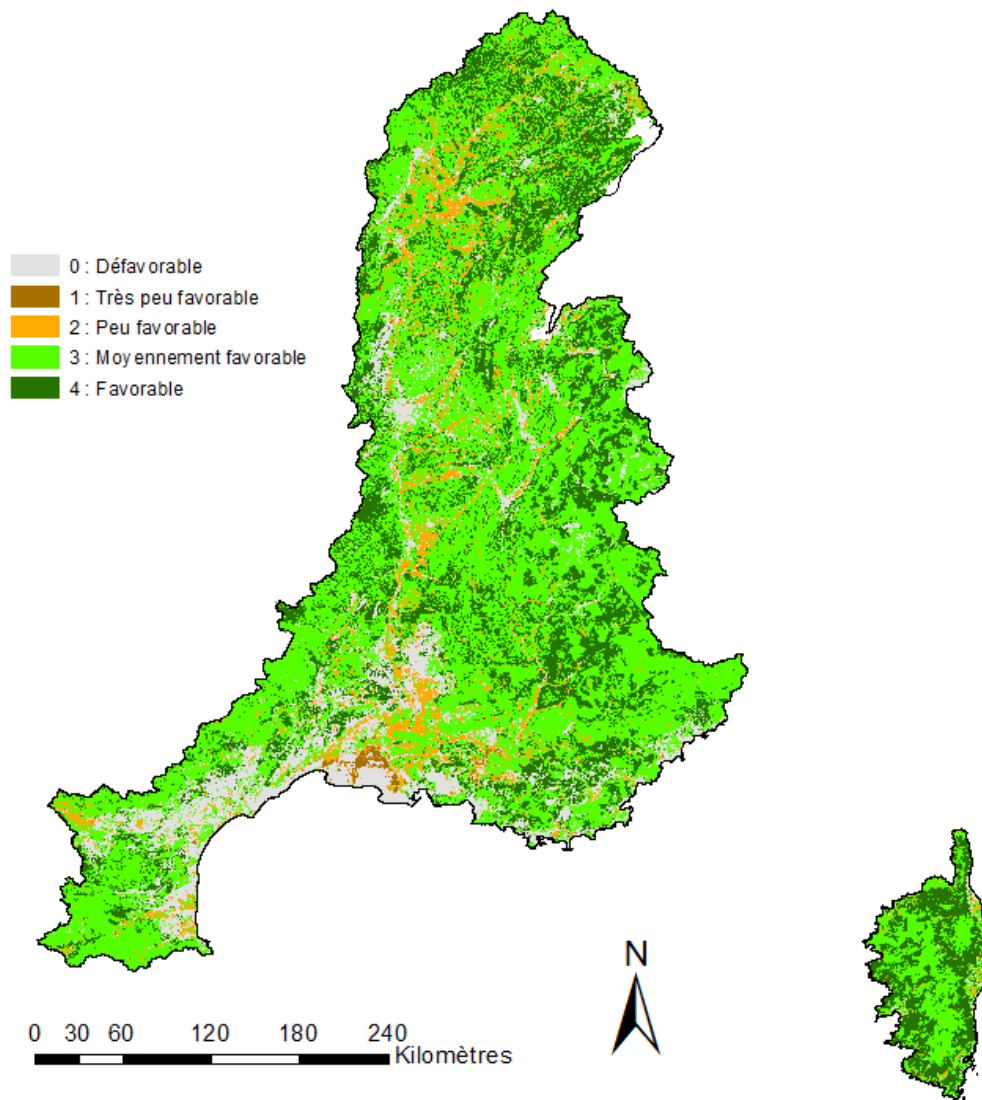 0 : Défavorable
1 : Très peu favorable
2 : Peu favorable
3 : Moyennement favorable
4 : Favorable
N
0 30 60 120 180 240
Kilomètres